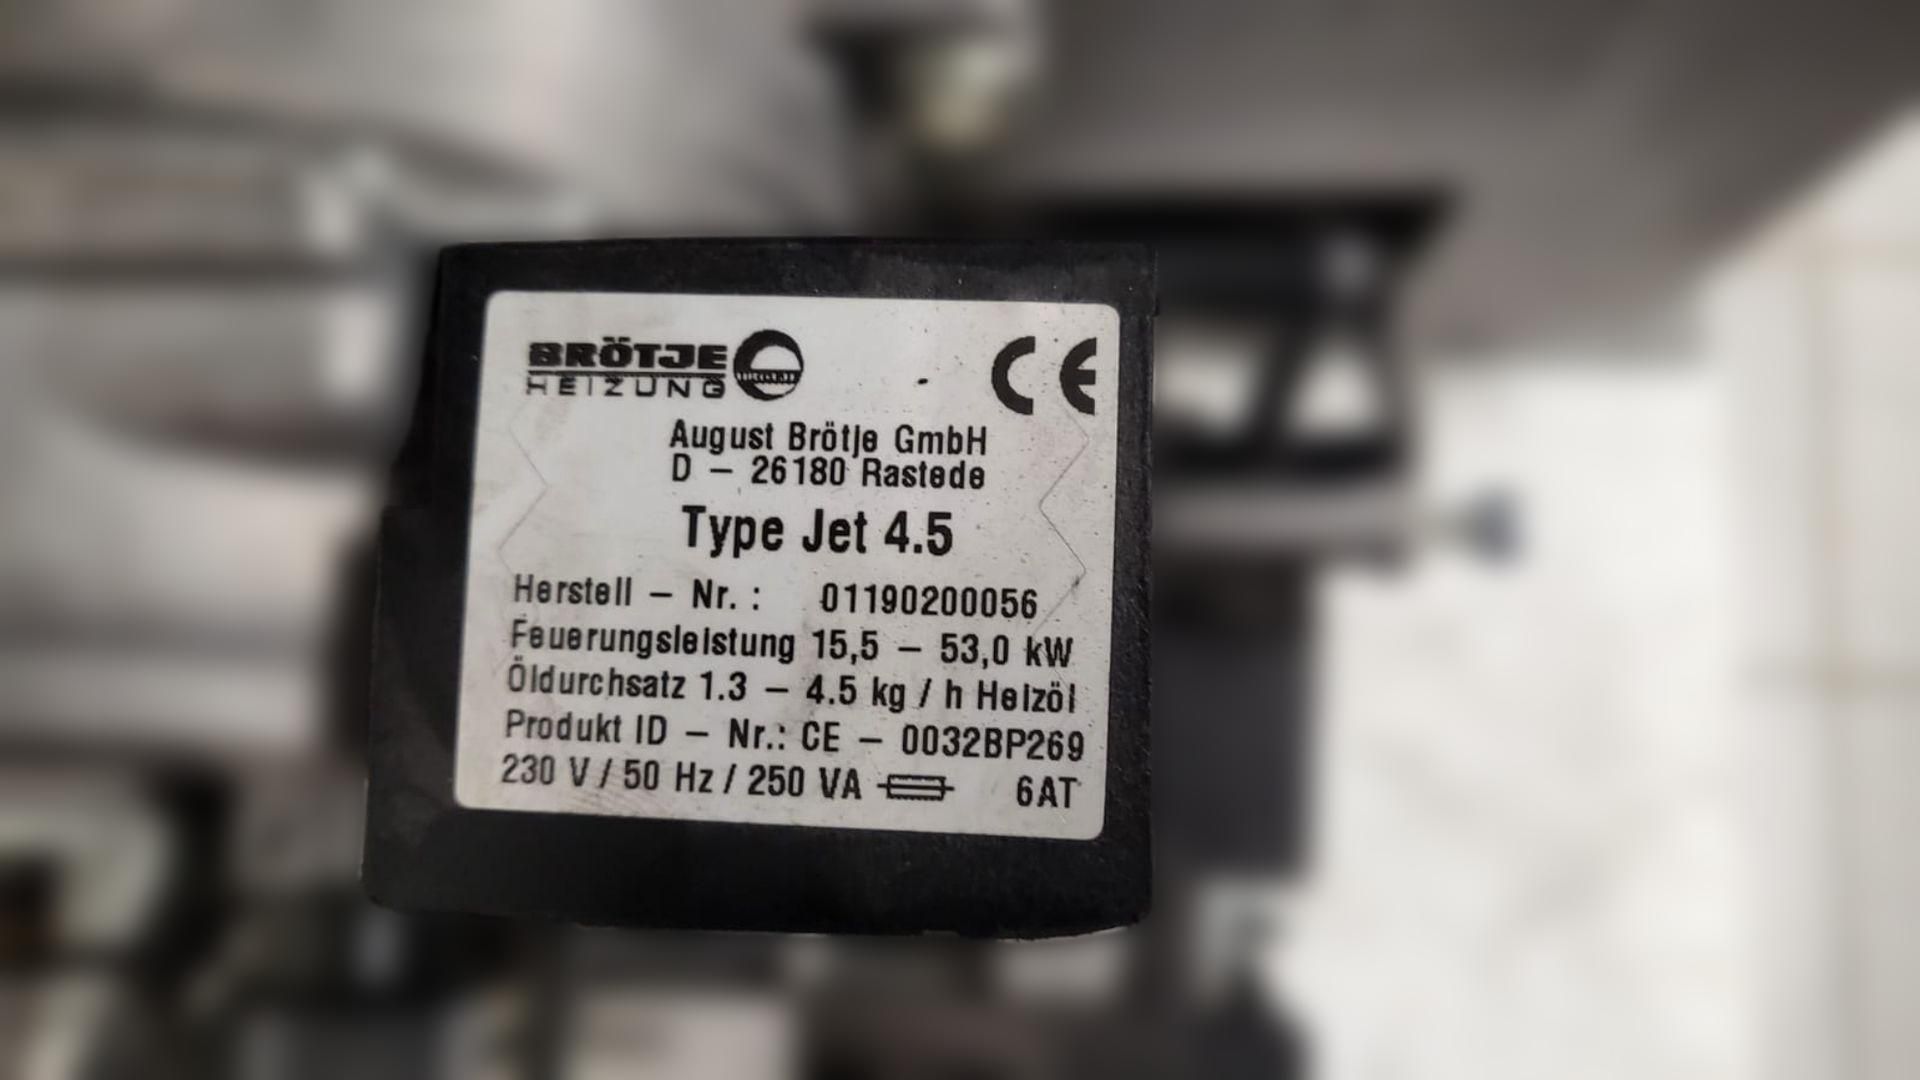 BRÖTJE
HEIZUNG
CE
August Brötje GmbH
D – 26180 Rastede
Type Jet 4.5
Herstell – Nr. : 01190200056
Feuerungsleistung 15,5 – 53,0 kW
Öldurchsatz 1.3 – 4.5 kg / h Heizöl
Produkt ID – Nr.: CE – 0032BP269
230 V / 50 Hz / 250 VA 6AT